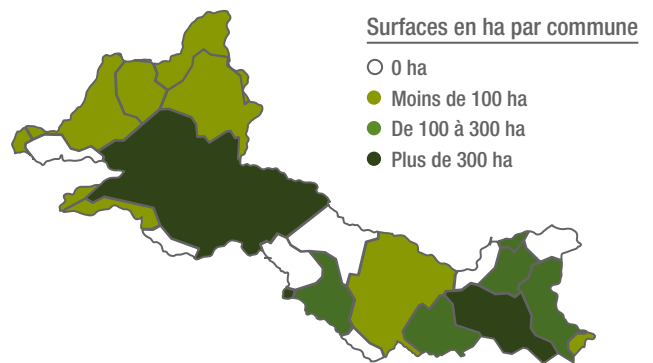 Surfaces en ha par commune
0 ha
Moins de 100 ha
De 100 à 300 ha
Plus de 300 ha